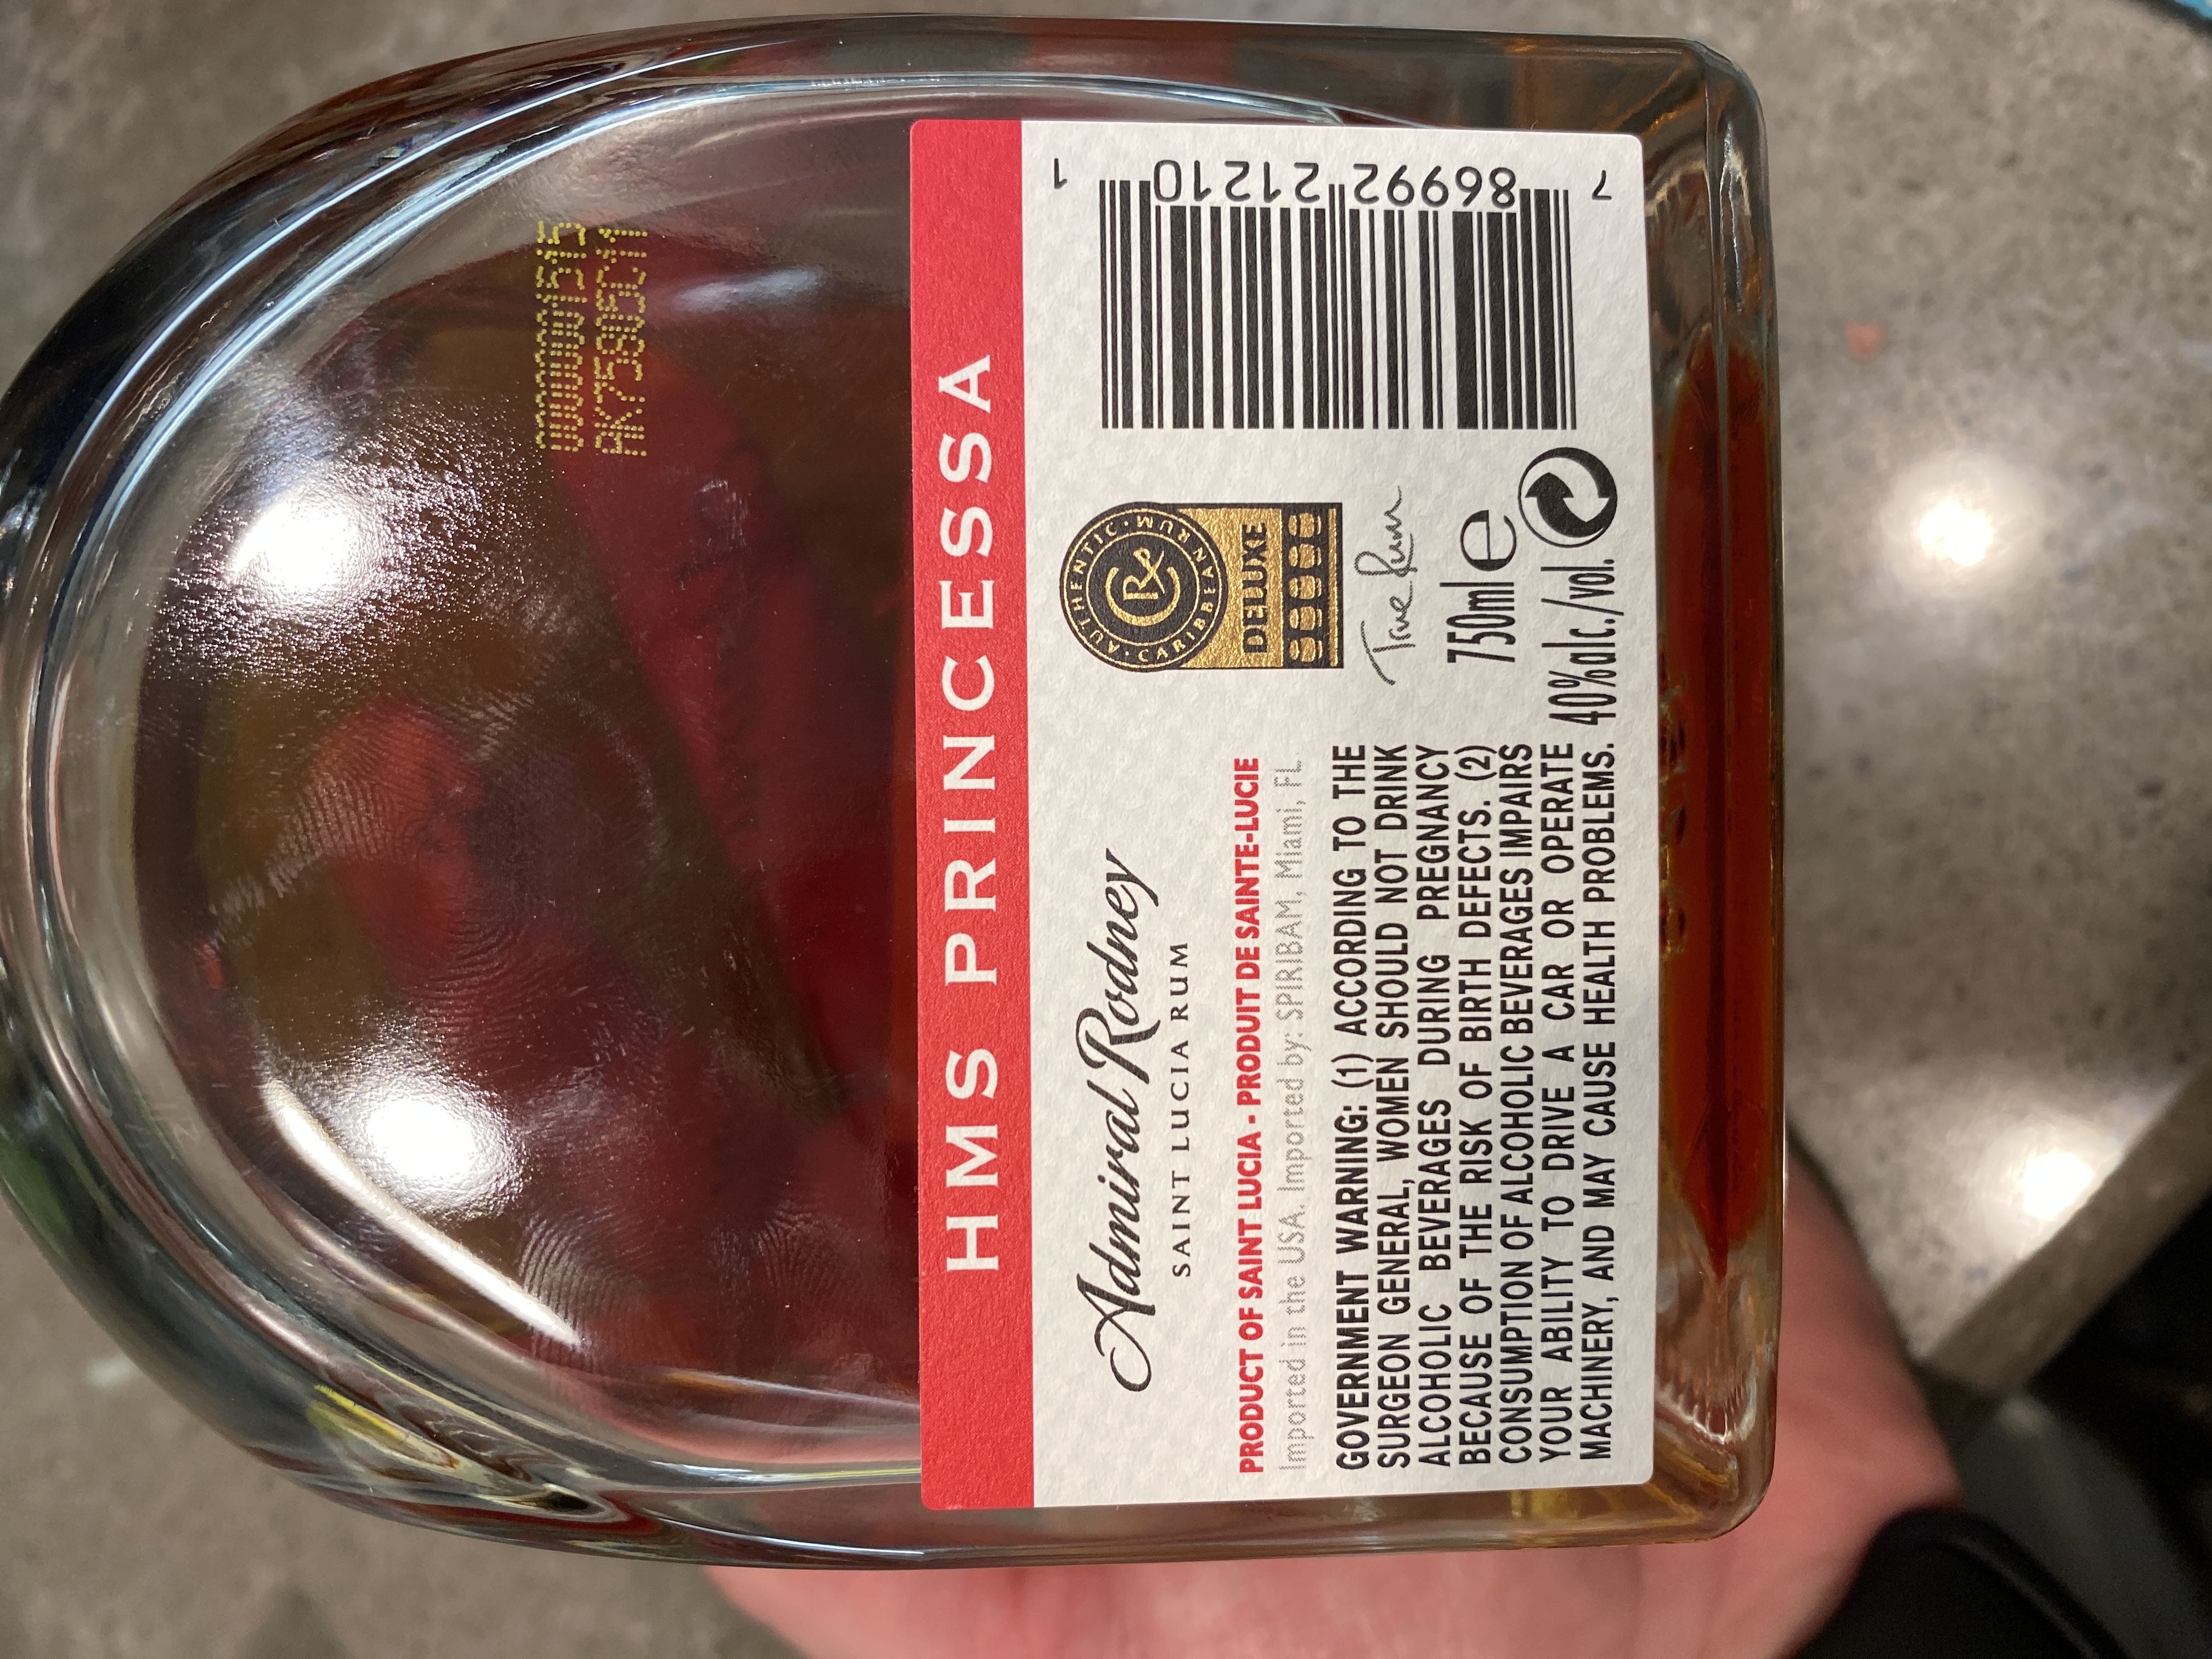 0000001515
HMS PRINCESSA
Admiral Rodney
SAINT LUCIA RUM
PRODUCT OF SAINT LUCIA - PRODUIT DE SAINTE-LUCIE
Imported in the USA. Imported by: SPIRIBAM, Miami, FL
GOVERNMENT WARNING: (1) ACCORDING TO THE
SURGEON GENERAL, WOMEN SHOULD NOT DRINK
ALCOHOLIC BEVERAGES DURING PREGNANCY
BECAUSE OF THE RISK OF BIRTH DEFECTS. (2)
CONSUMPTION OF ALCOHOLIC BEVERAGES IMPAIRS
YOUR ABILITY TO DRIVE A CAR OR OPERATE
MACHINERY, AND MAY CAUSE HEALTH PROBLEMS.
AUTHENTIC · CARIBBEAN RUM ·
CR
DELUXE
True Rum
750ml e
40%alc./vol.
7 86992 21210 1